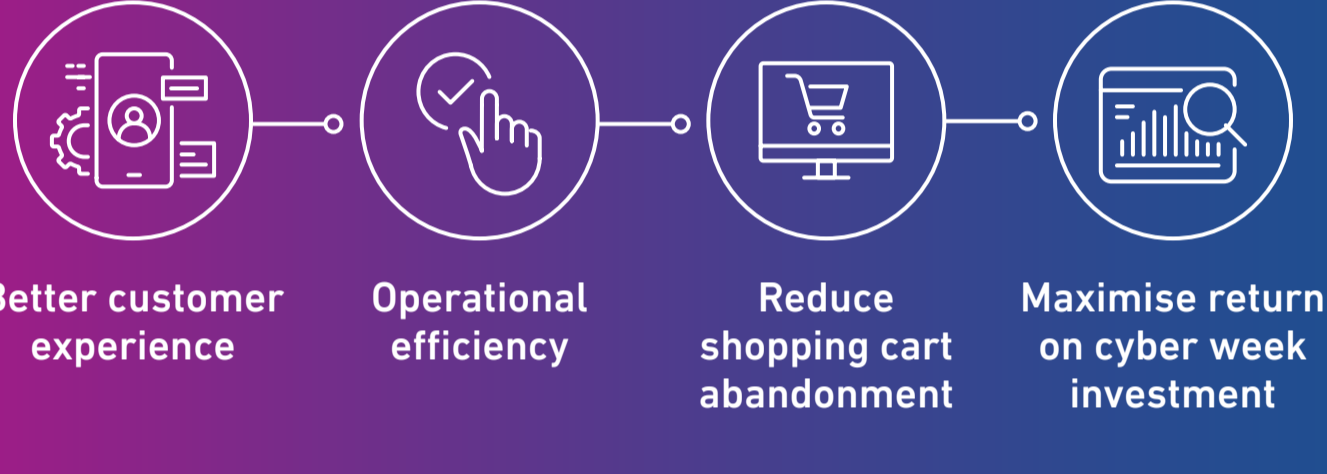 Better customer
experience
Operational
efficiency
Reduce
shopping cart
abandonment
Maximise return
on cyber week
investment